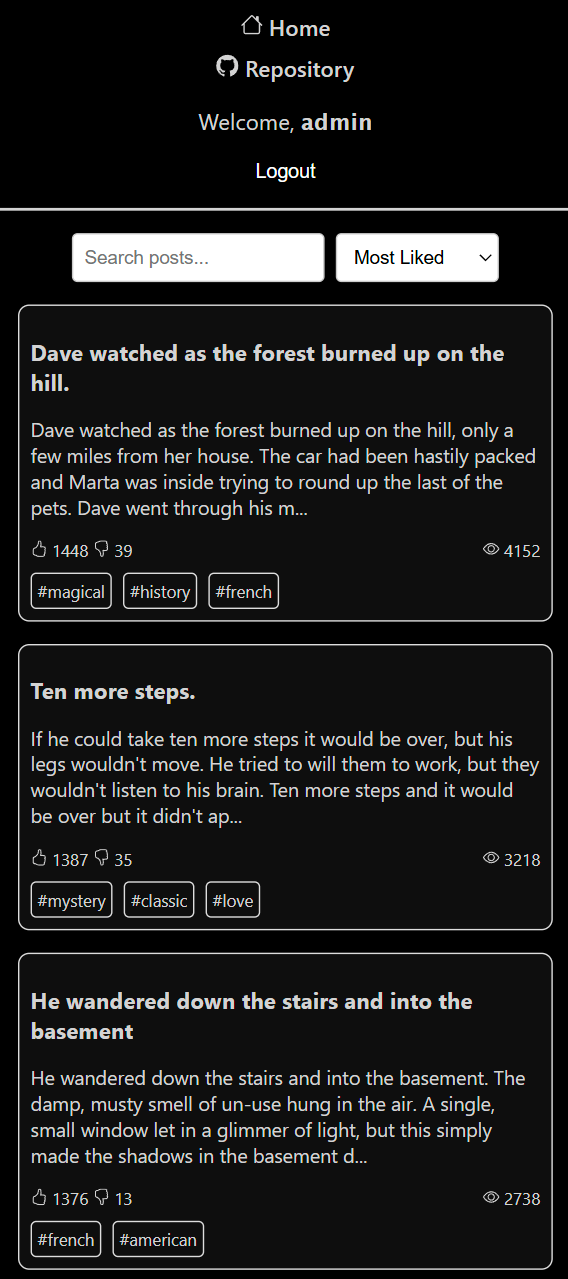 Home
Repository
Welcome, admin
Logout
Search posts...
Most Liked
Dave watched as the forest burned up on the
hill.
Dave watched as the forest burned up on the hill, only a
few miles from her house. The car had been hastily packed
and Marta was inside trying to round up the last of the
pets. Dave went through his m...
1448 39 4152
#magical #history #french
Ten more steps.
If he could take ten more steps it would be over, but his
legs wouldn't move. He tried to will them to work, but they
wouldn't listen to his brain. Ten more steps and it would
be over but it didn't ap...
1387 35 3218
#mystery #classic #love
He wandered down the stairs and into the
basement
He wandered down the stairs and into the basement. The
damp, musty smell of un-use hung in the air. A single,
small window let in a glimmer of light, but this simply
made the shadows in the basement d...
1376 13 2738
#french #american